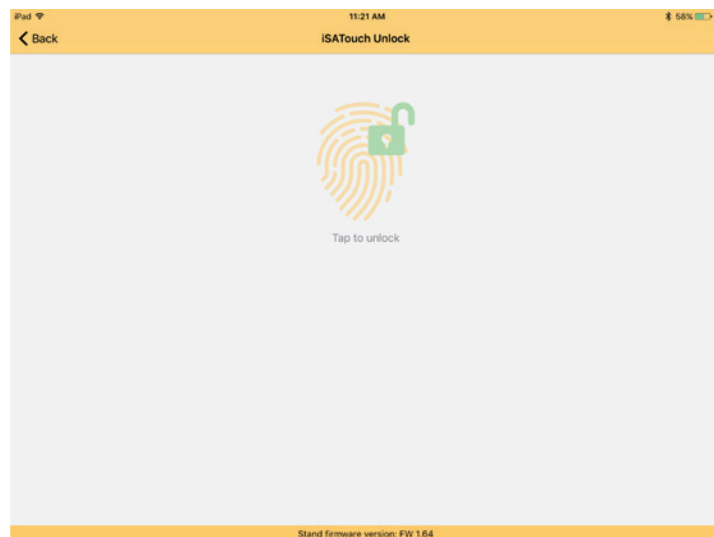 iPad 11:21 AM 58%
Back iSATouch Unlock
Tap to unlock
Stand firmware version: FW 1.64